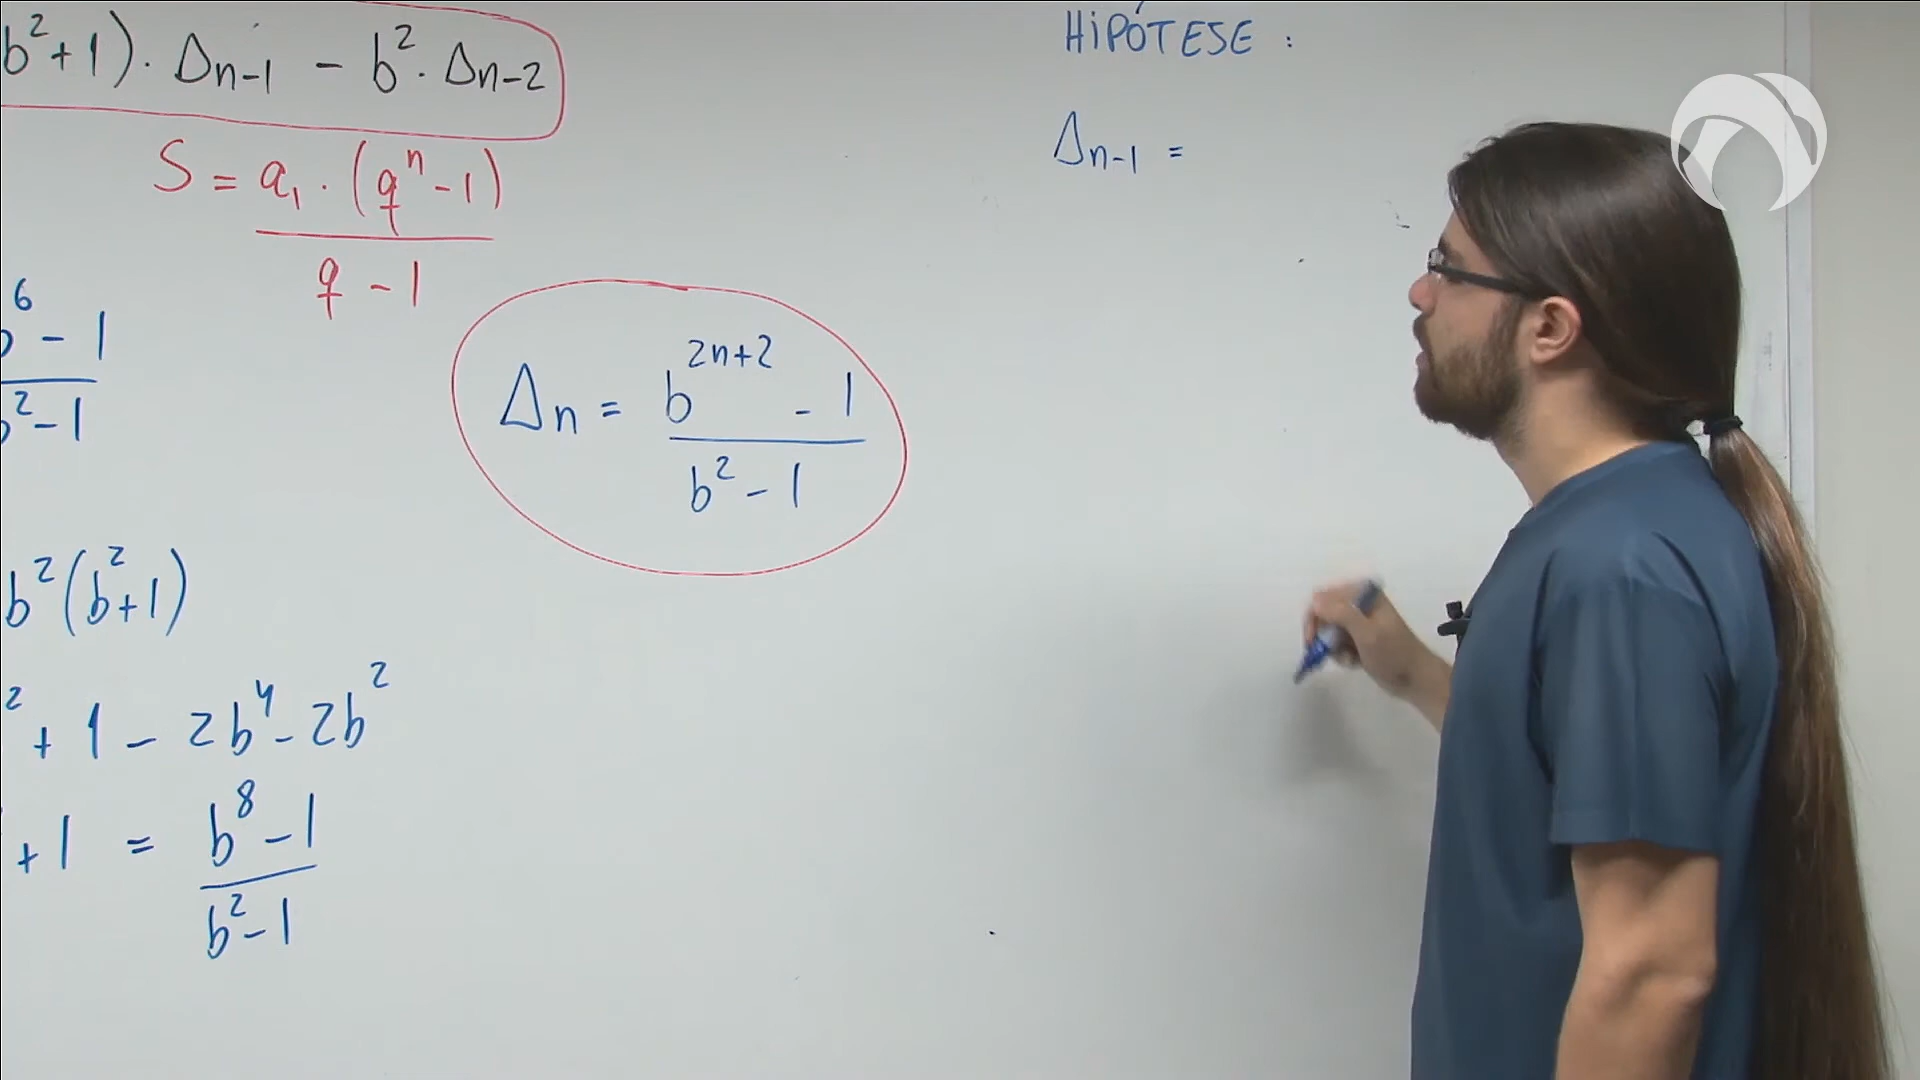 b²+1) · Δn-1 - b² · Δn-2
S = a₁ · (qⁿ - 1)
q - 1
6 - 1
b² - 1
Δn = b^{2n+2} - 1
b² - 1
b²(b²+1)
² + 1 - 2b⁴ - 2b²
+ 1 = b⁸ - 1
b² - 1
HIPÓTESE :
Δn-1 =